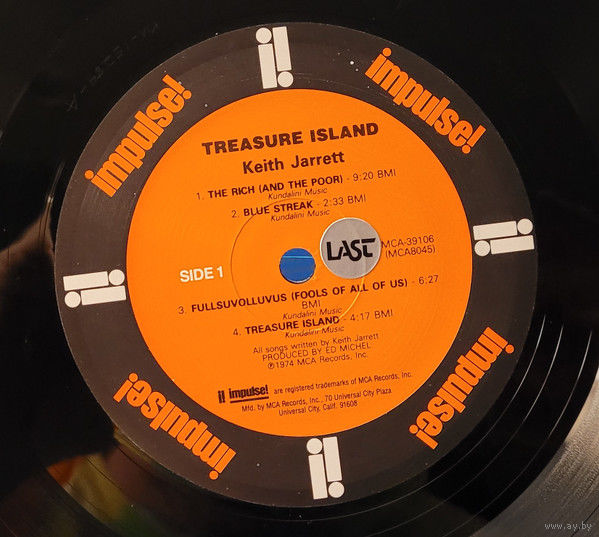 impulse!
impulse!
TREASURE ISLAND
Keith Jarrett
1. THE RICH (AND THE POOR) - 9:20 BMI
Kundalini Music
2. BLUE STREAK - 2:33 BMI
Kundalini Music
LAST
MCA-39106
(MCA8045)
SIDE 1
3. FULLSUVOLLUVUS (FOOLS OF ALL OF US) - 6:27
BMI
Kundalini Music
4. TREASURE ISLAND - 4:17 BMI
Kundalini Music
All songs written by Keith Jarrett
PRODUCED BY ED MICHEL
℗1974 MCA Records, Inc.
impulse! are registered trademarks of MCA Records, Inc.
Mfd. by MCA Records, Inc., 70 Universal City Plaza
Universal City, Calif. 91608
impulse!
impulse!
www.ay.by